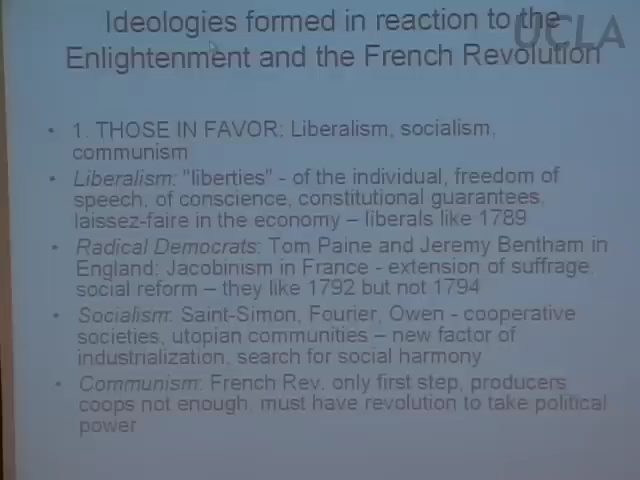 Ideologies formed in reaction to the
UCLA
Enlightenment and the French Revolution
• 1. THOSE IN FAVOR: Liberalism, socialism,
communism
• Liberalism: "liberties" - of the individual, freedom of
speech, of conscience, constitutional guarantees,
laissez-faire in the economy – liberals like 1789
• Radical Democrats: Tom Paine and Jeremy Bentham in
England; Jacobinism in France - extension of suffrage,
social reform – they like 1792 but not 1794
• Socialism: Saint-Simon, Fourier, Owen - cooperative
societies, utopian communities – new factor of
industrialization, search for social harmony
• Communism: French Rev. only first step, producers
coops not enough, must have revolution to take political
power